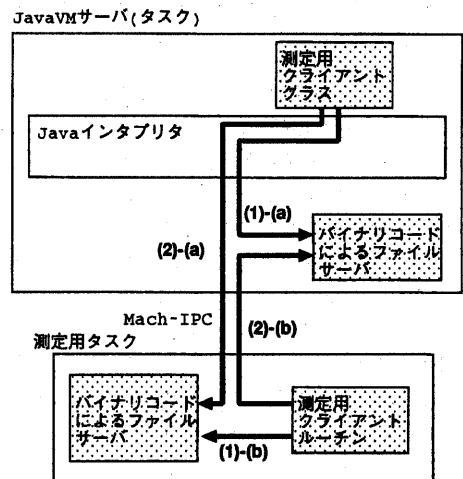 JavaVMサーバ(タスク)
測定用
クライアント
グラス
Javaインタプリタ
(1)-(a)
(2)-(a)
バイナリコード
によるファイル
サーバ
Mach-IPC
(2)-(b)
測定用タスク
バイナリコード
によるファイル
サーバ
測定用
クライアント
ルーチン
(1)-(b)